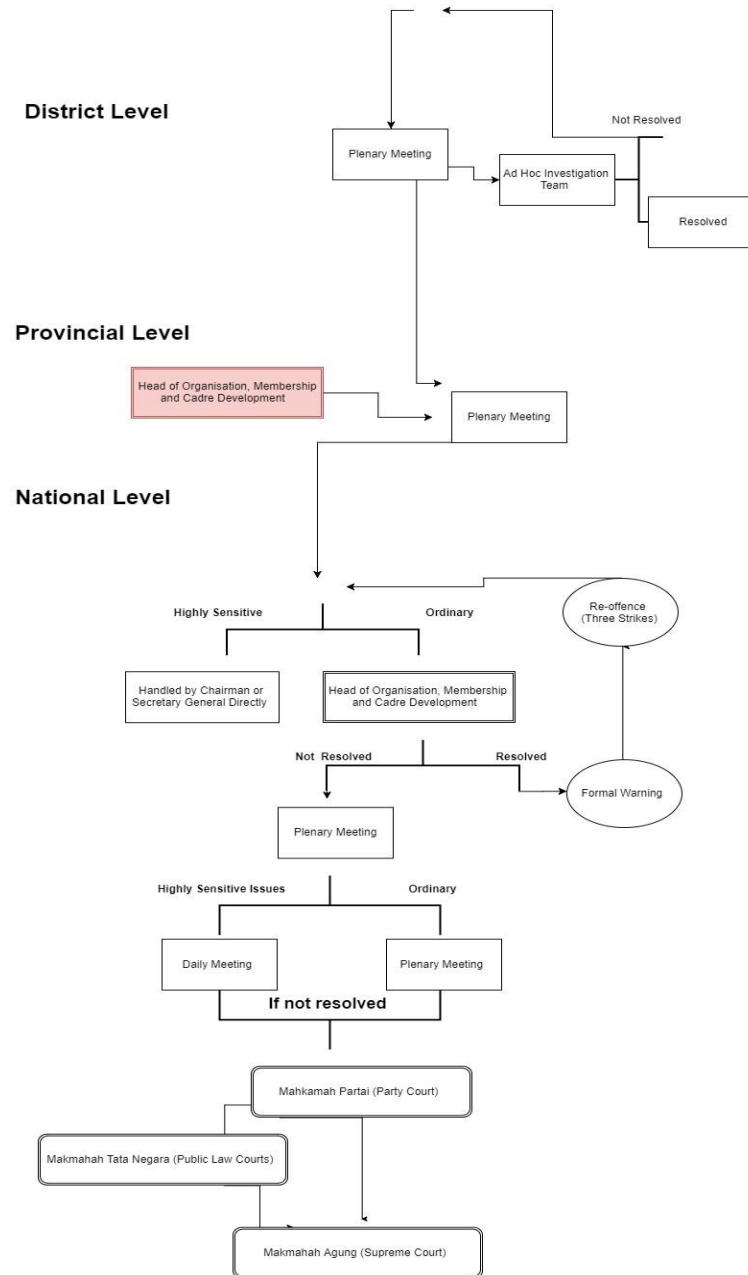 District Level
Not Resolved
Plenary Meeting
Ad Hoc Investigation
Team
Resolved
Provincial Level
Head of Organisation, Membership
and Cadre Development
Plenary Meeting
National Level
Re-offence
(Three Strikes)
Highly Sensitive
Ordinary
Handled by Chairman or
Secretary General Directly
Head of Organisation, Membership
and Cadre Development
Not Resolved
Resolved
Formal Warning
Plenary Meeting
Highly Sensitive Issues
Ordinary
Daily Meeting
Plenary Meeting
If not resolved
Mahkamah Partai (Party Court)
Makmahah Tata Negara (Public Law Courts)
Makmahah Agung (Supreme Court)